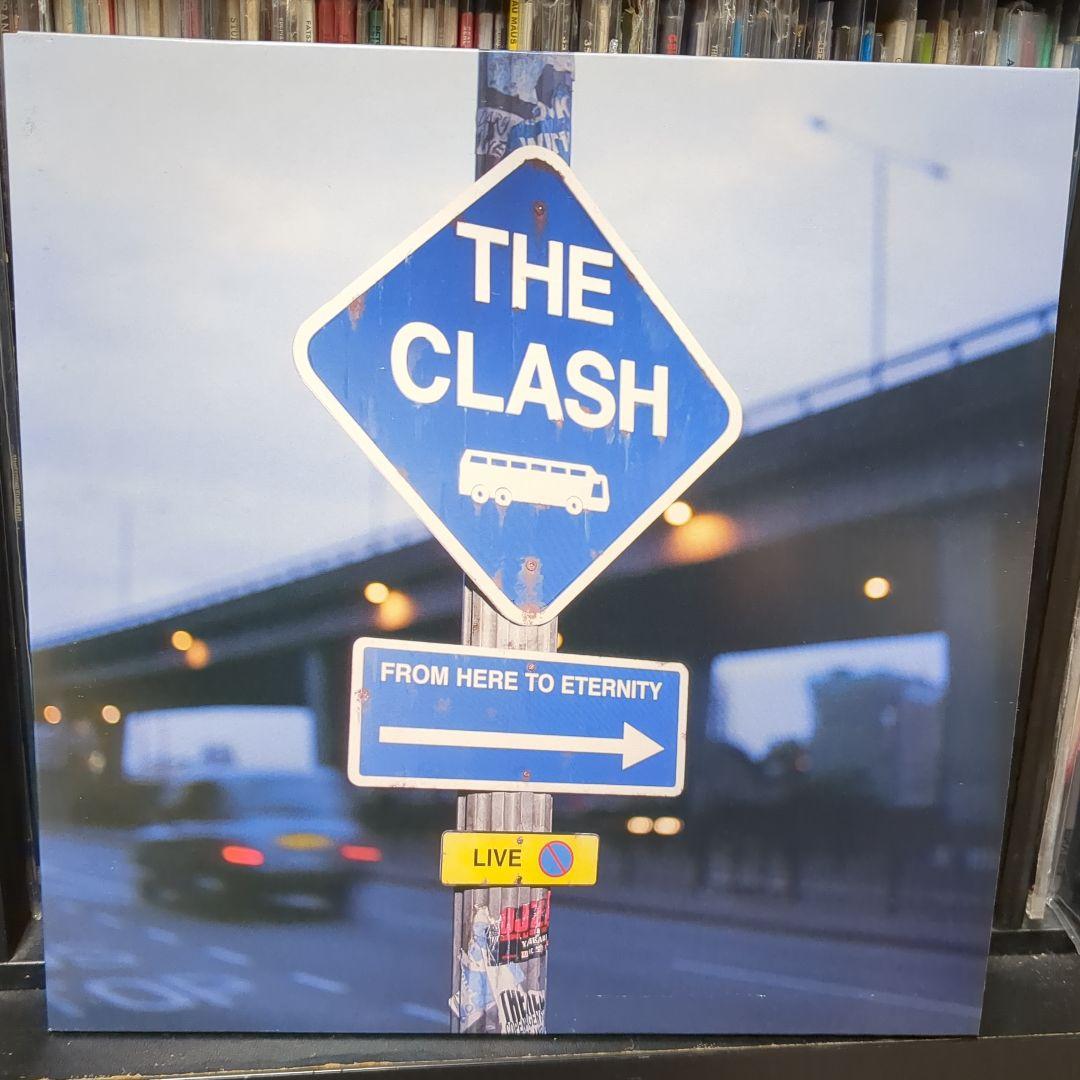 THE
CLASH
FROM HERE TO ETERNITY
LIVE